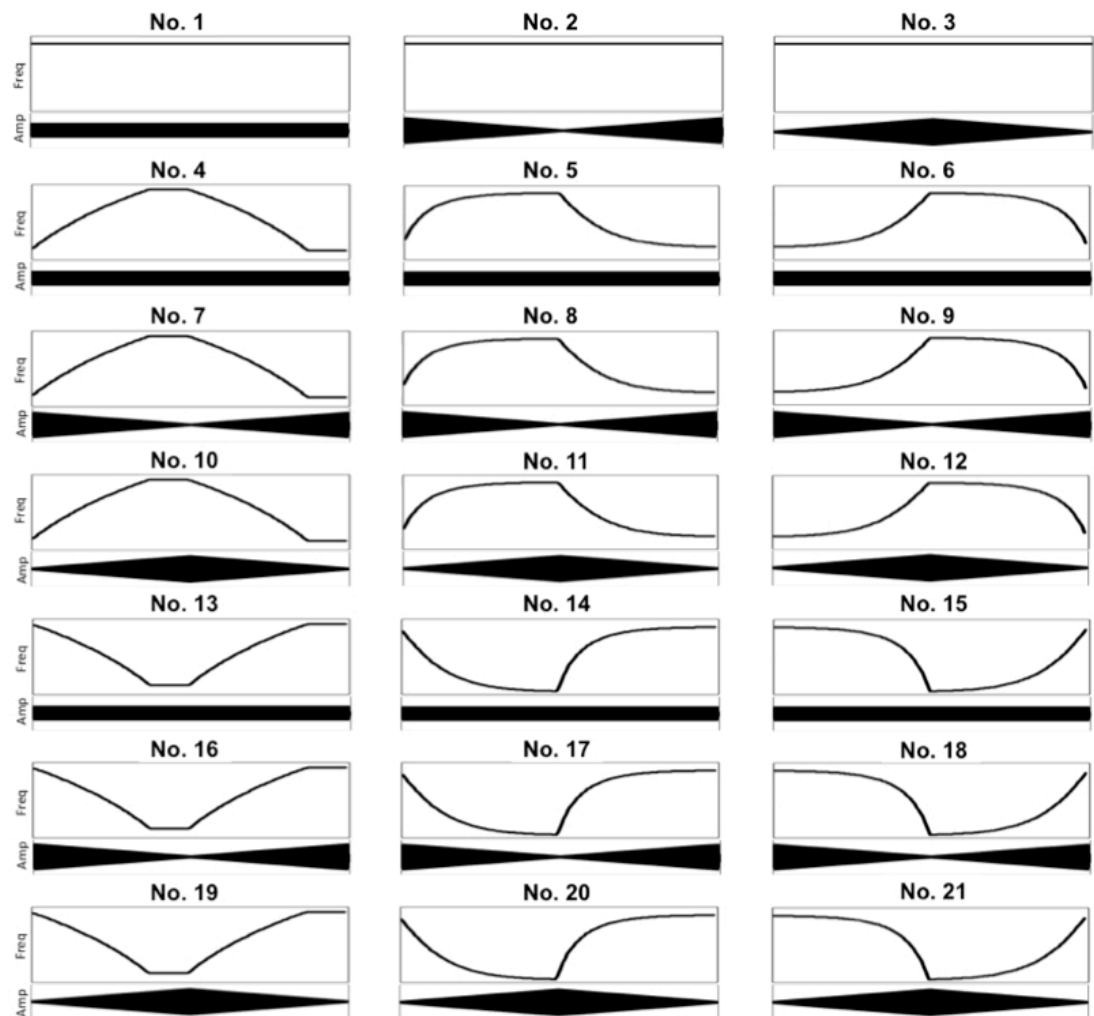 No. 1 No. 2 No. 3
Freq
Amp
No. 4 No. 5 No. 6
Freq
Amp
No. 7 No. 8 No. 9
Freq
Amp
No. 10 No. 11 No. 12
Freq
Amp
No. 13 No. 14 No. 15
Freq
Amp
No. 16 No. 17 No. 18
Freq
Amp
No. 19 No. 20 No. 21
Freq
Amp